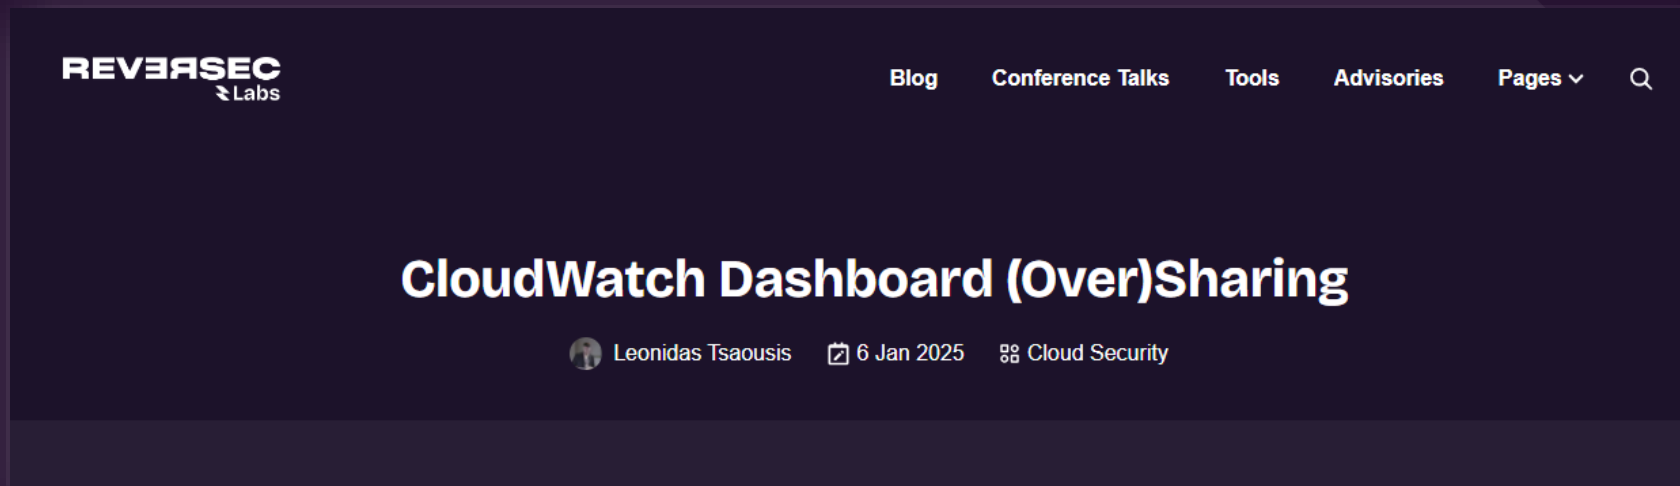 REVERSEC
Labs
Blog Conference Talks Tools Advisories Pages
CloudWatch Dashboard (Over)Sharing
Leonidas Tsaousis 6 Jan 2025 Cloud Security